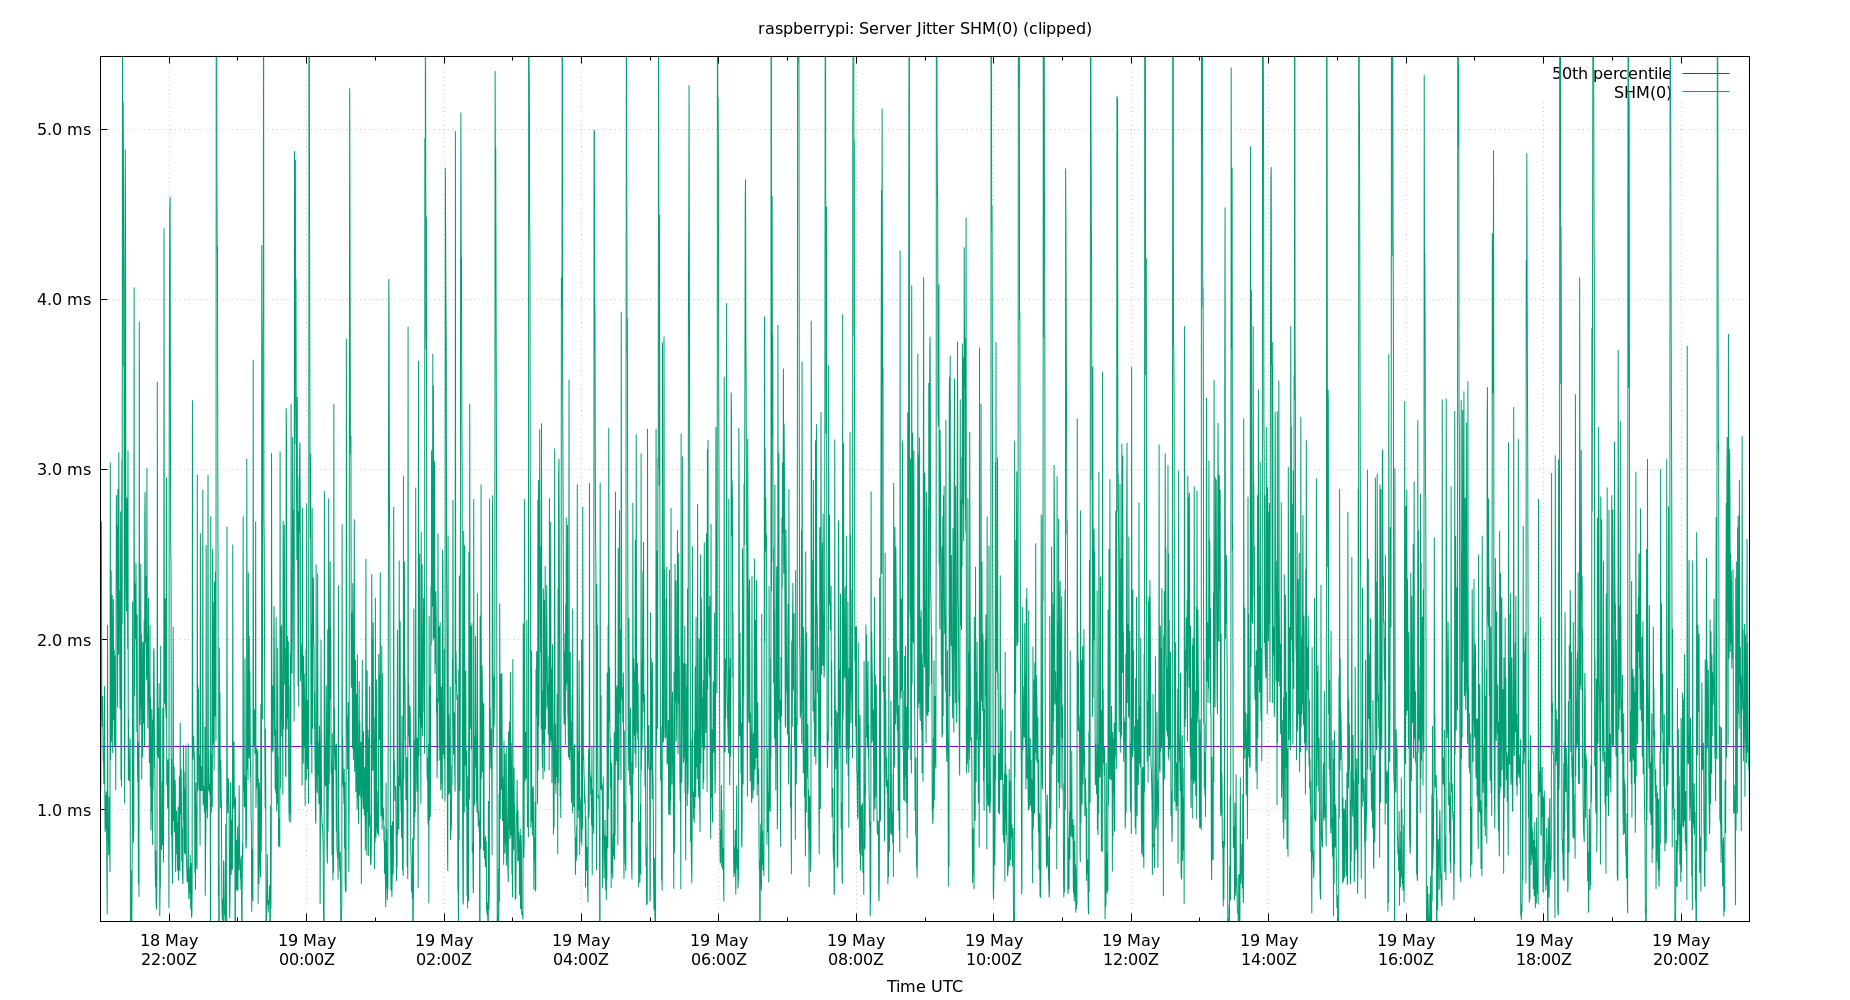 raspberrypi: Server Jitter SHM(0) (clipped)
50th percentile
SHM(0)
5.0 ms
4.0 ms
3.0 ms
2.0 ms
1.0 ms
18 May 19 May 19 May 19 May 19 May 19 May 19 May 19 May 19 May 19 May 19 May 19 May
22:00Z 00:00Z 02:00Z 04:00Z 06:00Z 08:00Z 10:00Z 12:00Z 14:00Z 16:00Z 18:00Z 20:00Z
Time UTC